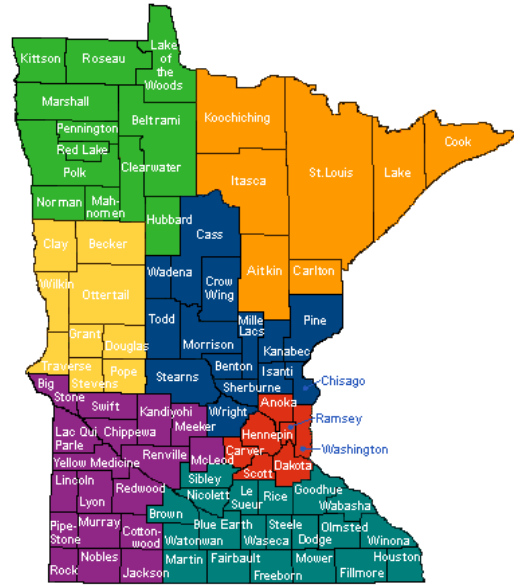 Kittson
Roseau
Lake
of
the
Woods
Marshall
Beltrami
Koochiching
Cook
Pennington
Red Lake
Clearwater
Polk
St.Louis
Lake
Itasca
Norman
Mah-
nomen
Hubbard
Cass
Clay
Becker
Wadena
Crow
Wing
Aitkin
Carlton
Wilkin
Ottertail
Todd
Mille
Lacs
Pine
Grant
Douglas
Morrison
Kanabec
Traverse
Pope
Stevens
Benton
Isanti
Stearns
Sherburne
Chisago
Big
Stone
Swift
Kandiyohi
Meeker
Wright
Anoka
Ramsey
Lac Qui
Parle
Chippewa
Hennepin
Washington
Yellow Medicine
Renville
McLeod
Carver
Scott
Dakota
Lincoln
Lyon
Redwood
Sibley
Nicolett
Le
Sueur
Rice
Goodhue
Wabasha
Brown
Pipe-
Stone
Murray
Cotton-
wood
Blue Earth
Watonwan
Waseca
Steele
Dodge
Olmsted
Winona
Rock
Nobles
Jackson
Martin
Fairbault
Freeborn
Mower
Fillmore
Houston